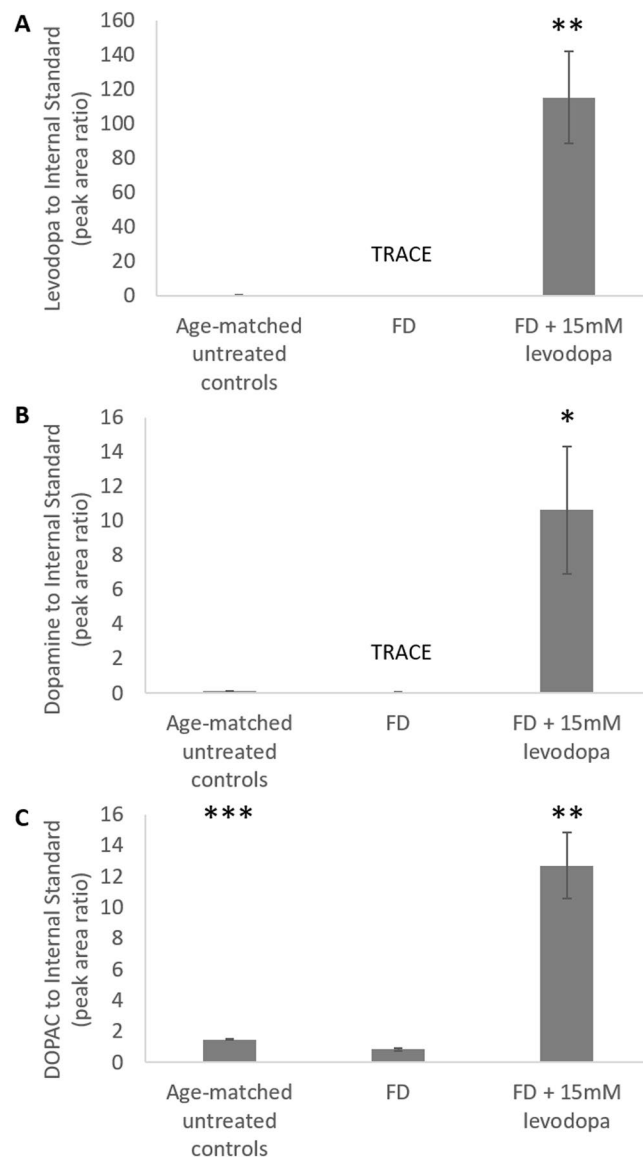 A
Levodopa to Internal Standard
(peak area ratio)
160
140
120
100
80
60
40
20
0
TRACE
**
Age-matched
untreated
controls
FD
FD + 15mM
levodopa
B
Dopamine to Internal Standard
(peak area ratio)
16
14
12
10
8
6
4
2
0
TRACE
*
Age-matched
untreated
controls
FD
FD + 15mM
levodopa
C
DOPAC to Internal Standard
(peak area ratio)
16
14
12
10
8
6
4
2
0
***
**
Age-matched
untreated
controls
FD
FD + 15mM
levodopa